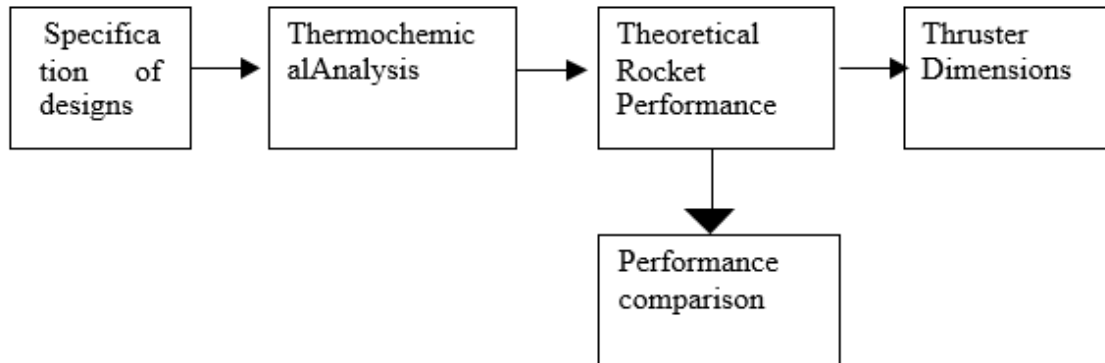 Specifica
tion of
designs
Thermochemic
alAnalysis
Theoretical
Rocket
Performance
Thruster
Dimensions
Performance
comparison